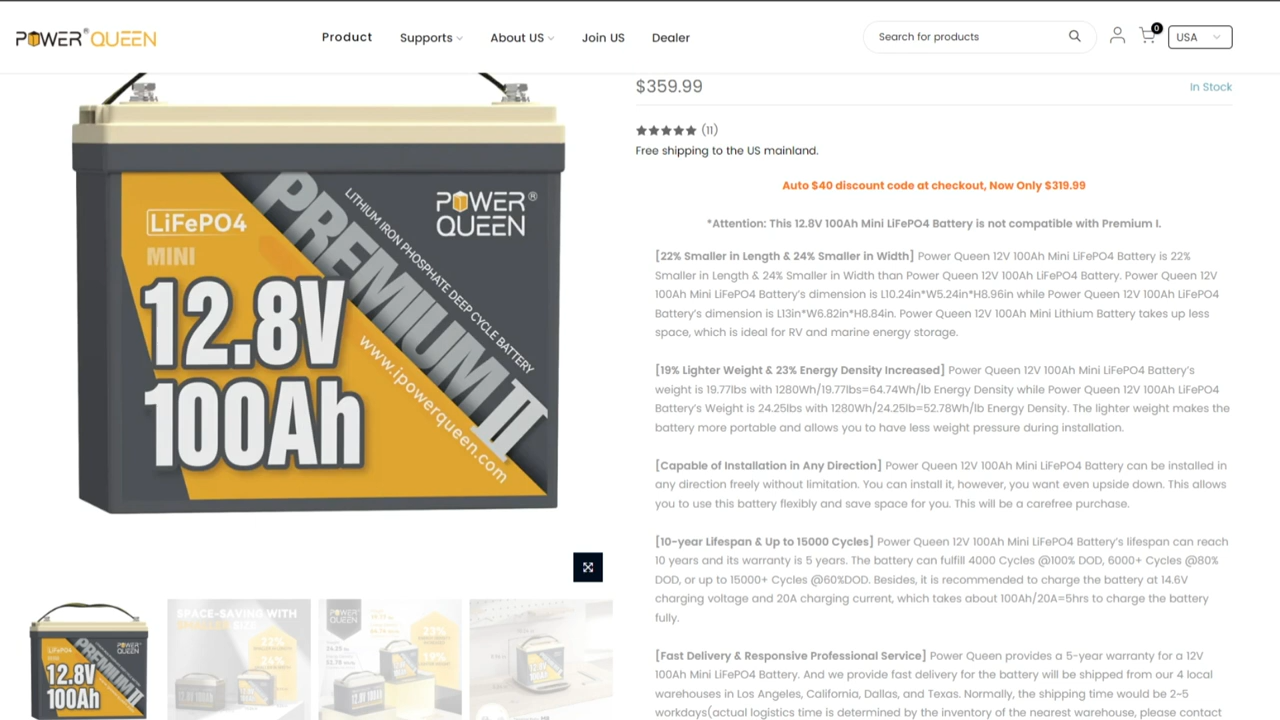 POWER® QUEEN
Product
Supports
About US
Join US
Dealer
Search for products
0
USA
$359.99
In Stock
(11)
Free shipping to the US mainland.
Auto $40 discount code at checkout, Now Only $319.99
*Attention: This 12.8V 100Ah Mini LiFePO4 Battery is not compatible with Premium I.
[22% Smaller in Length & 24% Smaller in Width] Power Queen 12V 100Ah Mini LiFePO4 Battery is 22%
Smaller in Length & 24% Smaller in Width than Power Queen 12V 100Ah LiFePO4 Battery. Power Queen 12V
100Ah Mini LiFePO4 Battery's dimension is L10.24in*W5.24in*H8.96in while Power Queen 12V 100Ah LiFePO4
Battery's dimension is L13in*W6.82in*H8.84in. Power Queen 12V 100Ah Mini Lithium Battery takes up less
space, which is ideal for RV and marine energy storage.
[19% Lighter Weight & 23% Energy Density Increased] Power Queen 12V 100Ah Mini LiFePO4 Battery's
weight is 19.77lbs with 1280Wh/19.77lbs=64.74Wh/lb Energy Density while Power Queen 12V 100Ah LiFePO4
Battery's Weight is 24.25lbs with 1280Wh/24.25lb=52.78Wh/lb Energy Density. The lighter weight makes the
battery more portable and allows you to have less weight pressure during installation.
[Capable of Installation in Any Direction] Power Queen 12V 100Ah Mini LiFePO4 Battery can be installed in
any direction freely without limitation. You can install it, however, you want even upside down. This allows
you to use this battery flexibly and save space for you. This will be a carefree purchase.
[10-year Lifespan & Up to 15000 Cycles] Power Queen 12V 100Ah Mini LiFePO4 Battery's lifespan can reach
10 years and its warranty is 5 years. The battery can fulfill 4000 Cycles @100% DOD, 6000+ Cycles @80%
DOD, or up to 15000+ Cycles @60%DOD. Besides, it is recommended to charge the battery at 14.6V
charging voltage and 20A charging current, which takes about 100Ah/20A=5hrs to charge the battery
fully.
[Fast Delivery & Responsive Professional Service] Power Queen provides a 5-year warranty for a 12V
100Ah Mini LiFePO4 Battery. And we provide fast delivery for the battery will be shipped from our 4 local
warehouses in Los Angeles, California, Dallas, and Texas. Normally, the shipping time would be 2-5
workdays(actual logistics time is determined by the inventory of the nearest warehouse, please contact
LiFePO4
MINI
12.8V
100Ah
LITHIUM IRON PHOSPHATE DEEP CYCLE BATTERY
PREMIUM II
www.ipowerqueen.com
POWER®
QUEEN
LiFePO4
PREMIUM II
12.8V
100Ah
POWER
QUEEN
SPACE-SAVING WITH
22%
24%
POWER
QUEEN
23%
19%